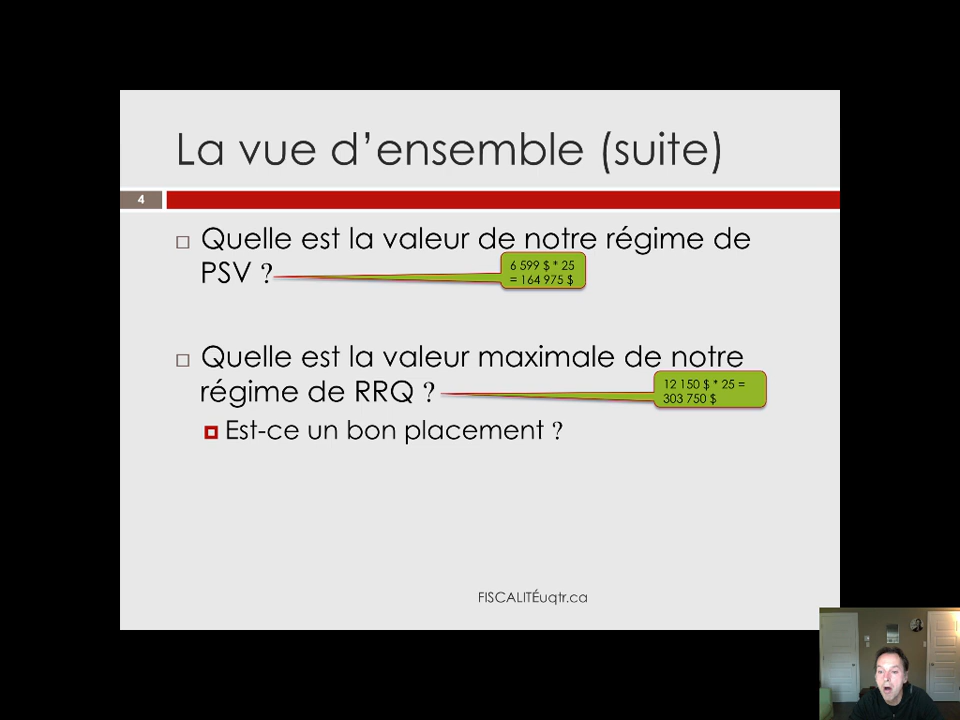 La vue d’ensemble (suite)
4
Quelle est la valeur de notre régime de
PSV ?
6 599 $ * 25
= 164 975 $
Quelle est la valeur maximale de notre
régime de RRQ ?
12 150 $ * 25 =
303 750 $
Est-ce un bon placement ?
FISCALITÉuqtr.ca